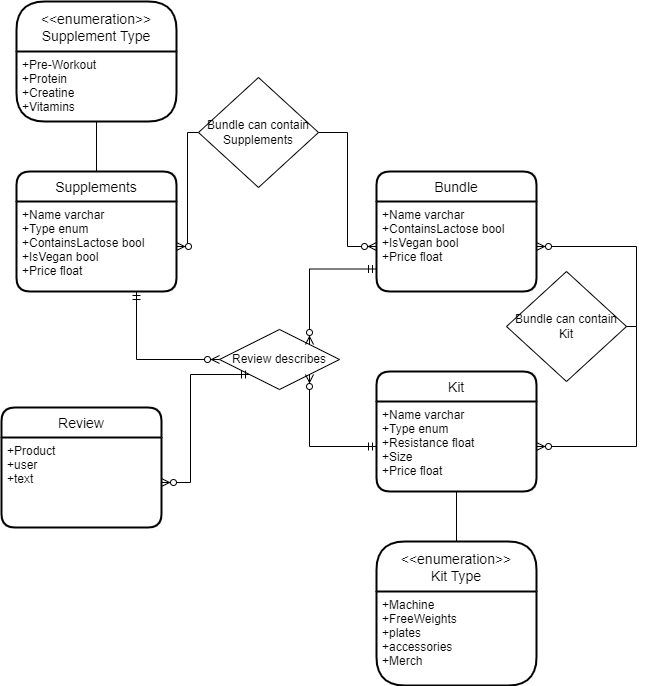 <<enumeration>>
Supplement Type
+Pre-Workout
+Protein
+Creatine
+Vitamins
Bundle can contain
Supplements
Supplements
+Name varchar
+Type enum
+ContainsLactose bool
+IsVegan bool
+Price float
Bundle
+Name varchar
+ContainsLactose bool
+IsVegan bool
+Price float
Bundle can contain
Kit
Review describes
Kit
+Name varchar
+Type enum
+Resistance float
+Size
+Price float
Review
+Product
+user
+text
<<enumeration>>
Kit Type
+Machine
+FreeWeights
+plates
+accessories
+Merch